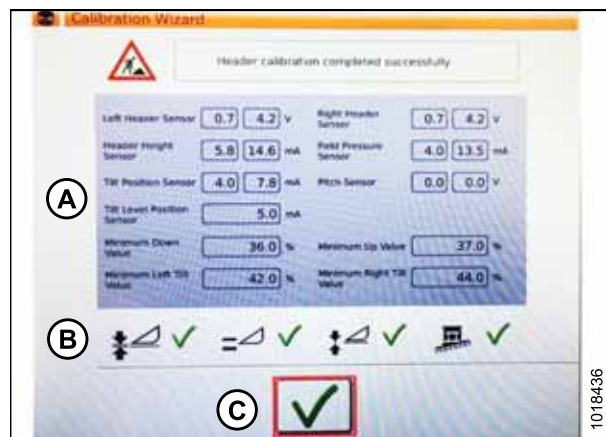 Calibration Wizard
Header calibration completed successfully
Left Header Sensor 0.7 4.2 V Right Header Sensor 0.7 4.2 V
Header Height Sensor 5.8 14.6 mA Field Pressure Sensor 4.0 13.5 mA
A
Tilt Position Sensor 4.0 7.8 mA Pitch Sensor 0.0 0.0 V
Tilt Level Position Sensor 5.0 mA
Minimum Down Value 36.0 % Minimum Up Value 37.0 %
Minimum Left Tilt Value 42.0 % Minimum Right Tilt Value 44.0 %
B
C
1018436